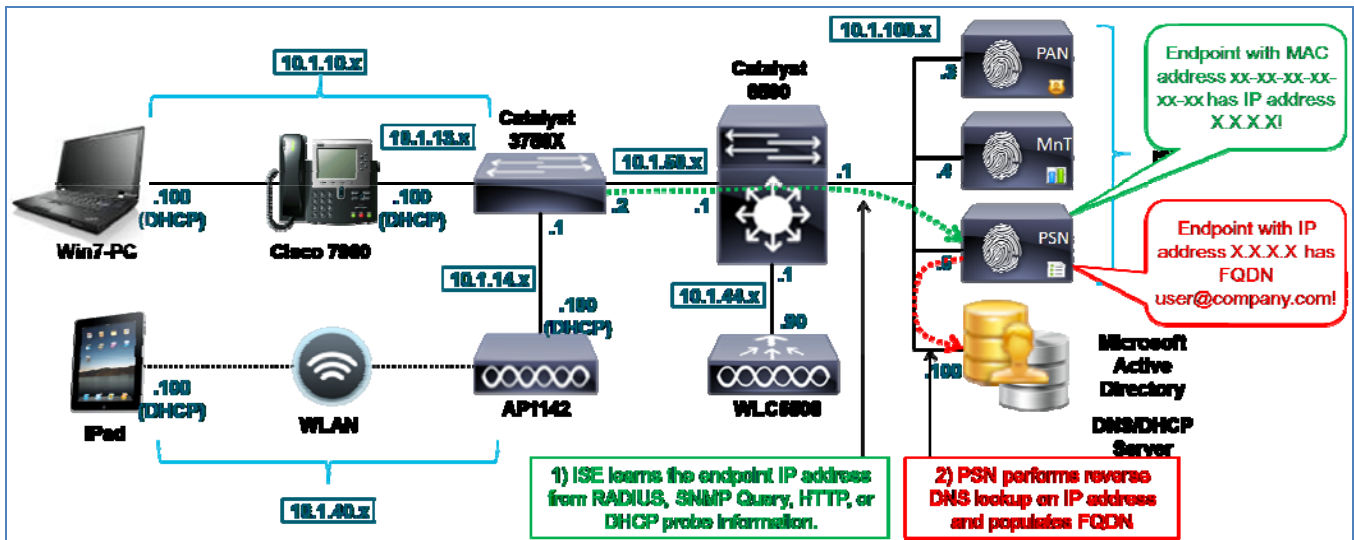 10.1.10.x
10.1.13.x
10.1.50.x
10.1.100.x
Catalyst
3750X
Catalyst
6500
PAN
.3
MnT
.4
PSN
.5
Endpoint with MAC
address xx-xx-xx-xx-
xx-xx has IP address
X.X.X.X!
Endpoint with IP
address X.X.X.X has
FQDN
user@company.com!
.100
(DHCP)
Win7-PC
.100
(DHCP)
Cisco 7960
.2
.1
.1
.1
.1
10.1.14.x
.100
(DHCP)
AP1142
10.1.44.x
.90
WLC5508
.100
Microsoft
Active
Directory
DNS/DHCP
Server
.100
(DHCP)
iPad
WLAN
10.1.40.x
1) ISE learns the endpoint IP address
from RADIUS, SNMP Query, HTTP, or
DHCP probe information.
2) PSN performs reverse
DNS lookup on IP address
and populates FQDN